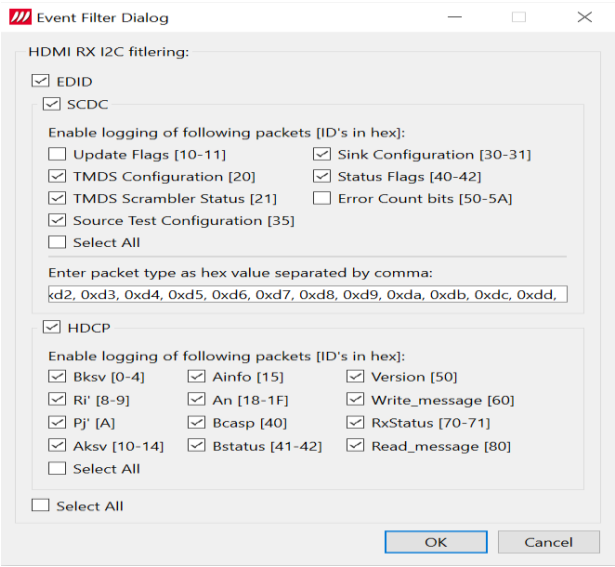 Event Filter Dialog
HDMI RX I2C fitlering:
EDID
SCDC
Enable logging of following packets [ID's in hex]:
Update Flags [10-11] Sink Configuration [30-31]
TMDS Configuration [20] Status Flags [40-42]
TMDS Scrambler Status [21] Error Count bits [50-5A]
Source Test Configuration [35]
Select All
Enter packet type as hex value separated by comma:
xd2, 0xd3, 0xd4, 0xd5, 0xd6, 0xd7, 0xd8, 0xd9, 0xda, 0xdb, 0xdc, 0xdd,
HDCP
Enable logging of following packets [ID's in hex]:
Bksv [0-4] Ainfo [15] Version [50]
Ri' [8-9] An [18-1F] Write_message [60]
Pj' [A] Bcasp [40] RxStatus [70-71]
Aksv [10-14] Bstatus [41-42] Read_message [80]
Select All
Select All
OK Cancel